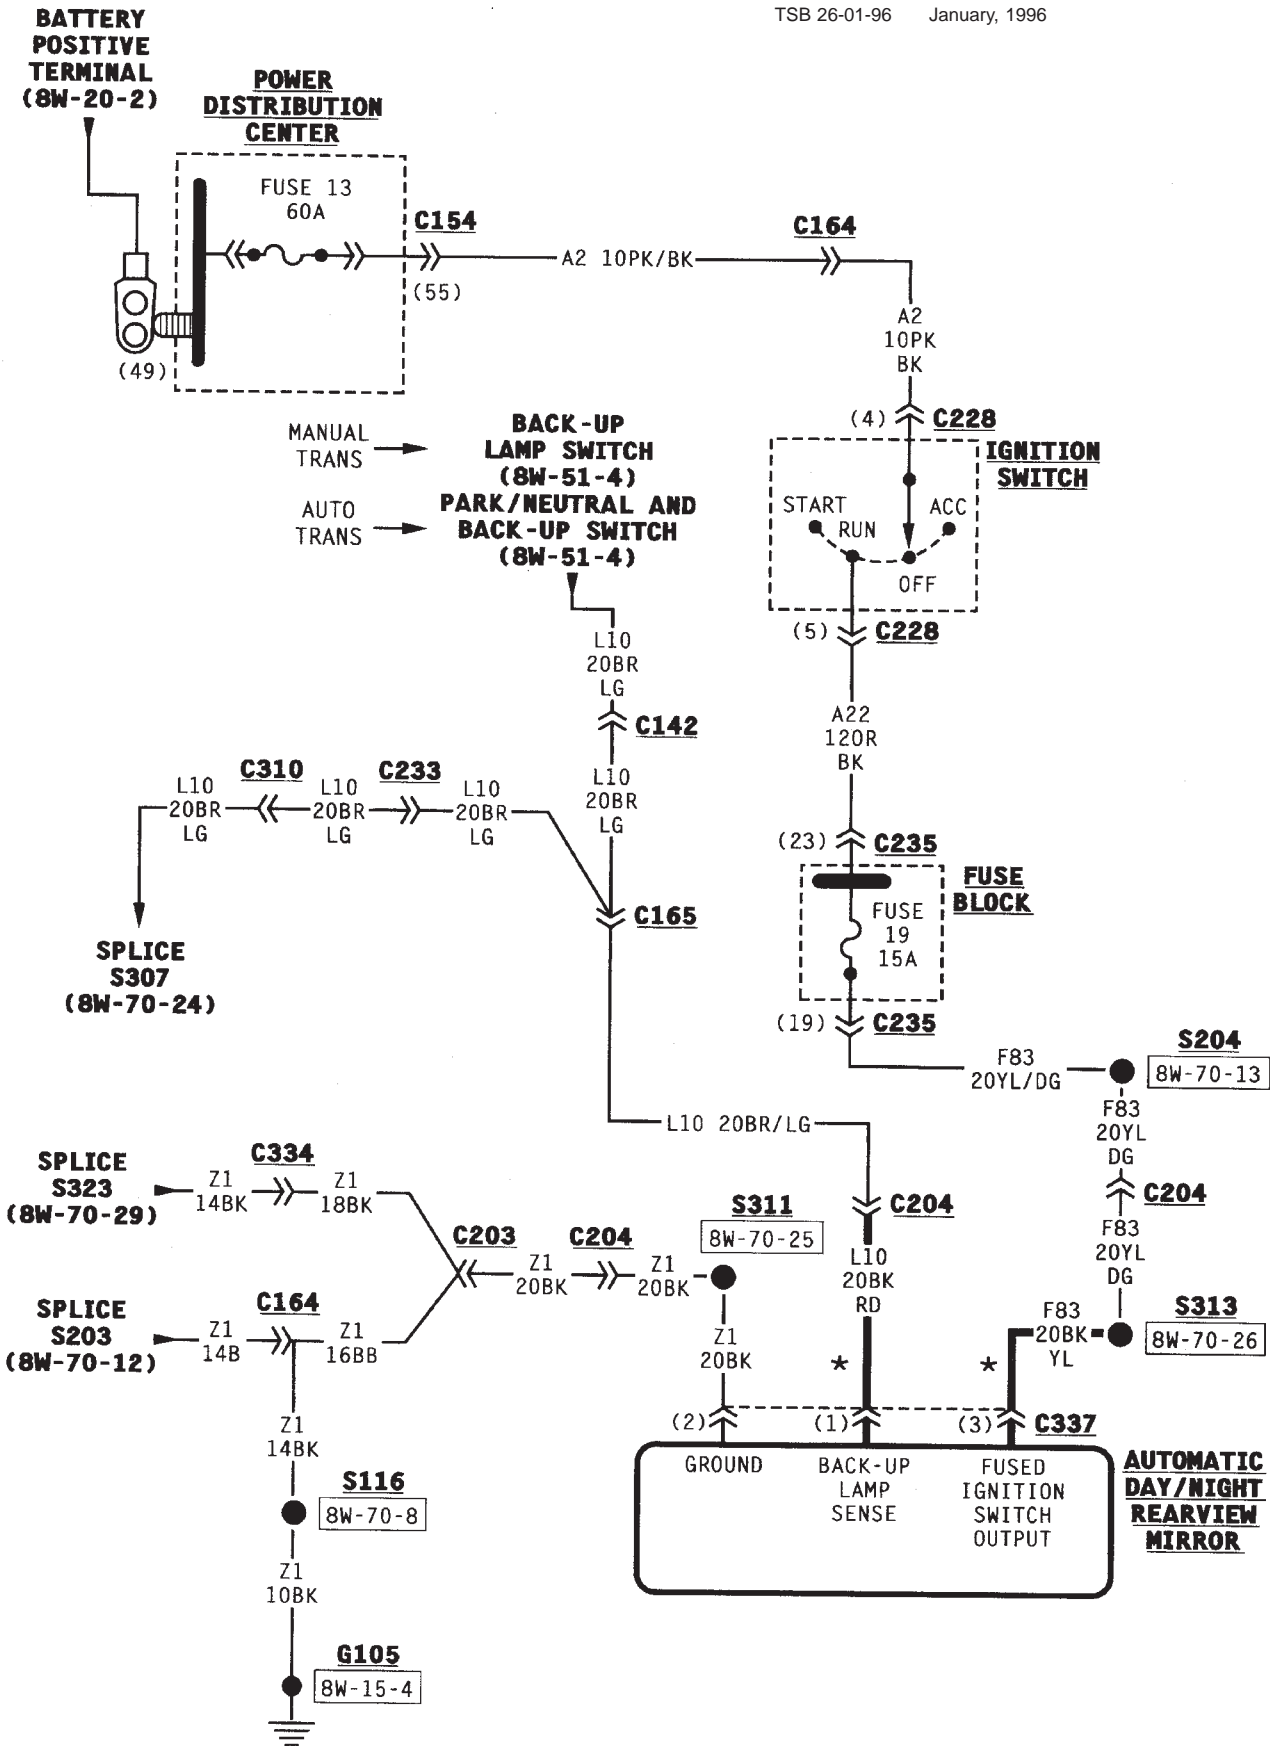 TSB 26-01-96 January, 1996
BATTERY
POSITIVE
TERMINAL
(8W-20-2)
POWER
DISTRIBUTION
CENTER
FUSE 13
60A
C154
(55)
(49)
A2 10PK/BK
C164
A2
10PK
BK
(4)
C228
IGNITION
SWITCH
START
RUN
ACC
OFF
(5)
C228
MANUAL
TRANS
BACK-UP
LAMP SWITCH
(8W-51-4)
AUTO
TRANS
PARK/NEUTRAL AND
BACK-UP SWITCH
(8W-51-4)
L10
20BR
LG
C142
L10
20BR
LG
A22
120R
BK
C310
C233
L10
20BR
LG
L10
20BR
LG
L10
20BR
LG
C165
SPLICE
S307
(8W-70-24)
(23)
C235
FUSE
BLOCK
FUSE
19
15A
(19)
C235
F83
20YL/DG
S204
8W-70-13
F83
20YL
DG
C204
F83
20YL
DG
L10 20BR/LG
C204
L10
20BK
RD
*
SPLICE
S323
(8W-70-29)
Z1
14BK
C334
Z1
18BK
C203
Z1
20BK
C204
Z1
20BK
S311
8W-70-25
SPLICE
S203
(8W-70-12)
Z1
14B
C164
Z1
16BB
Z1
20BK
F83
20BK
YL
*
S313
8W-70-26
(2)
(1)
(3)
C337
GROUND
BACK-UP
LAMP
SENSE
FUSED
IGNITION
SWITCH
OUTPUT
AUTOMATIC
DAY/NIGHT
REARVIEW
MIRROR
Z1
14BK
S116
8W-70-8
Z1
10BK
G105
8W-15-4